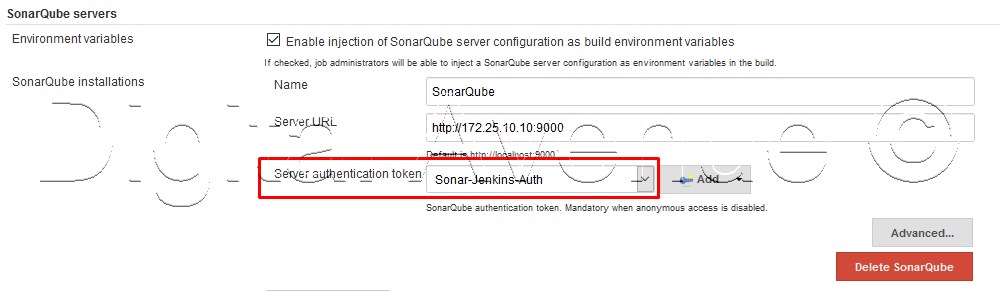 SonarQube servers
Environment variables
Enable injection of SonarQube server configuration as build environment variables
If checked, job administrators will be able to inject a SonarQube server configuration as environment variables in the build.
SonarQube installations
Name
SonarQube
Server URL
http://172.25.10.10:9000
Default is http://localhost:9000
Server authentication token
Sonar-Jenkins-Auth
Add
SonarQube authentication token. Mandatory when anonymous access is disabled.
Advanced...
Delete SonarQube